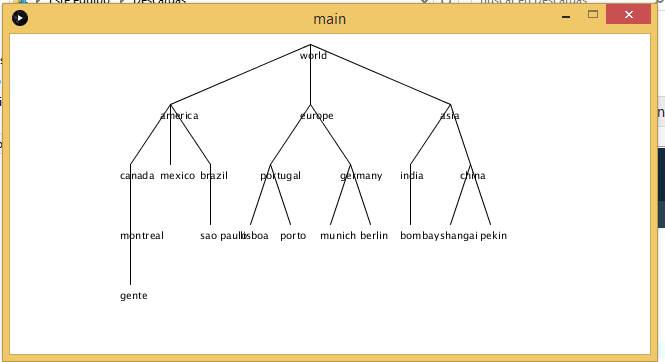 main
world
america europe asia
canada mexico brazil portugal germany india china
montreal sao paulo lisboa porto munich berlin bombay shangai pekin
gente